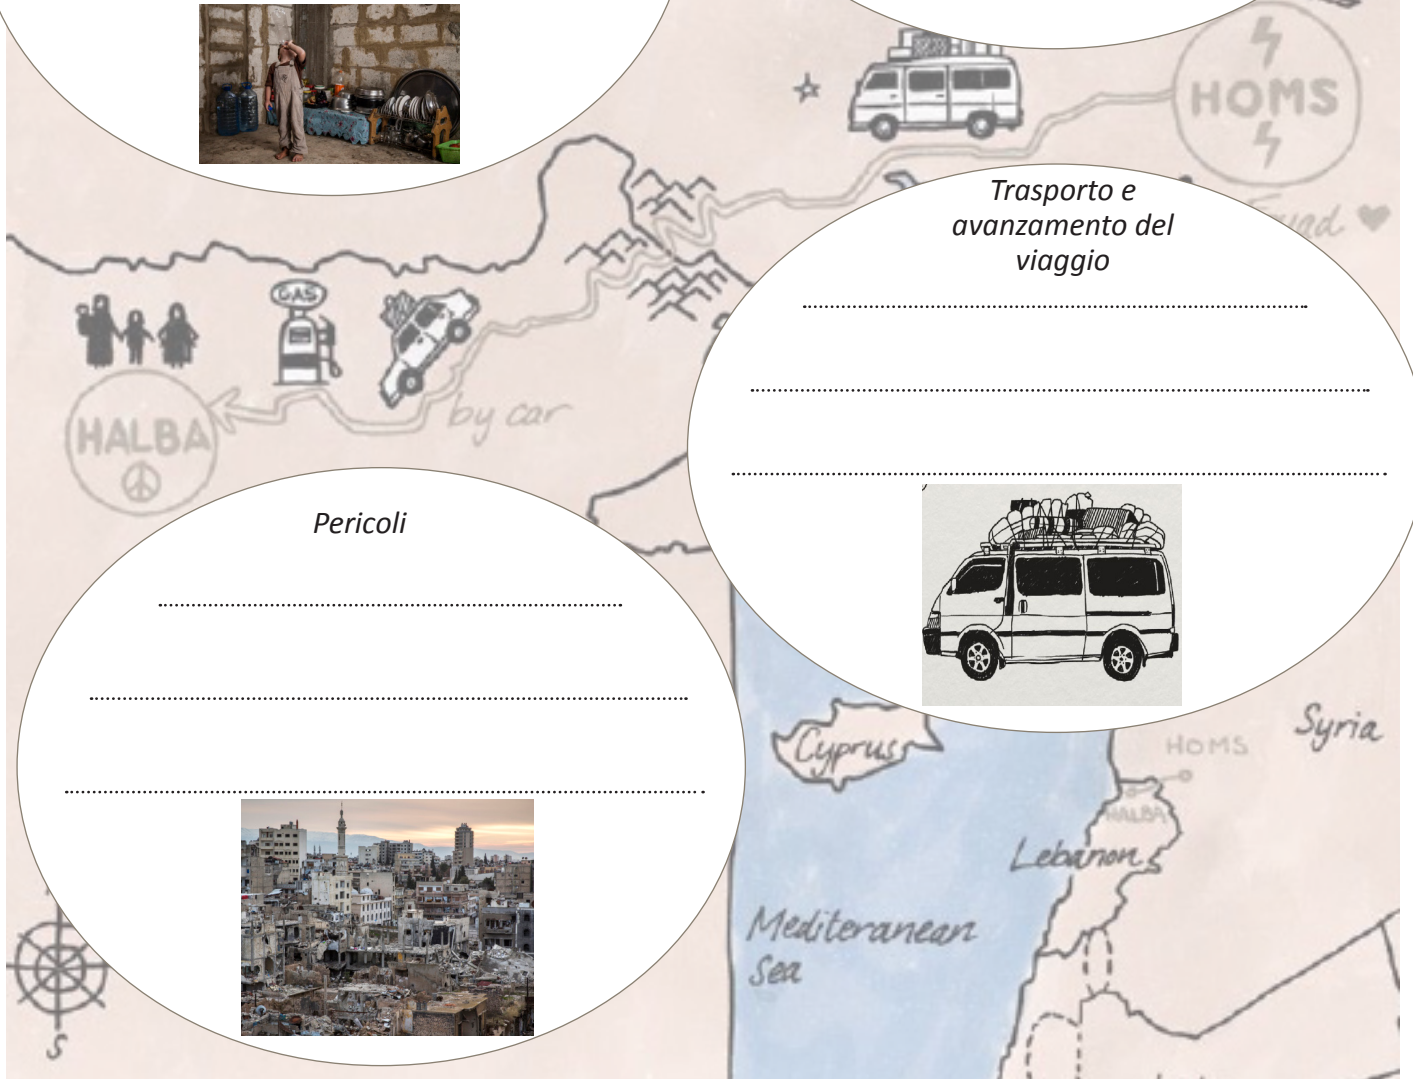 HOMS
Trasporto e
avanzamento del
viaggio
GAS
HALBA
by car
Pericoli
Cyprus
HOMS
Syria
HALBA
Lebanon
Mediteranean
Sea
S